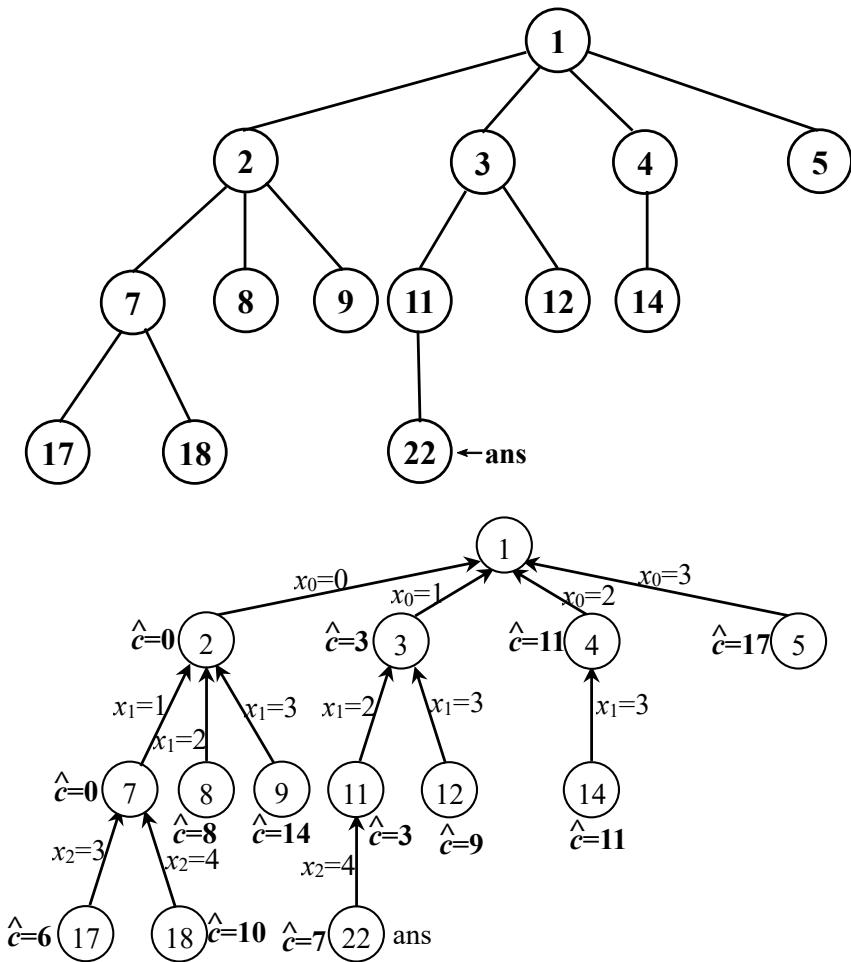 1
2 3 4 5
7 8 9 11 12 14
17 18 22 ←ans
1
x₀=0 x₀=1 x₀=2 x₀=3
ĉ=0 2 ĉ=3 3 ĉ=11 4 ĉ=17 5
x₁=1 x₁=2 x₁=3 x₁=2 x₁=3 x₁=3
ĉ=0 7 8 9 11 12 14
ĉ=8 ĉ=14 ĉ=3 ĉ=9 ĉ=11
x₂=3 x₂=4 x₂=4
ĉ=6 17 18 ĉ=10 ĉ=7 22 ans